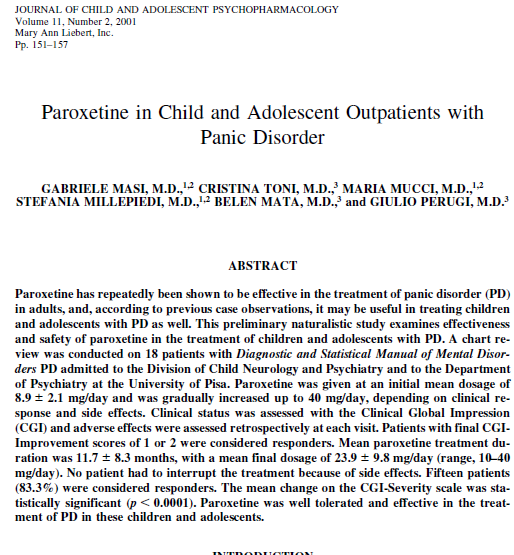 JOURNAL OF CHILD AND ADOLESCENT PSYCHOPHARMACOLOGY
Volume 11, Number 2, 2001
Mary Ann Liebert, Inc.
Pp. 151–157
Paroxetine in Child and Adolescent Outpatients with
Panic Disorder
GABRIELE MASI, M.D.,1,2 CRISTINA TONI, M.D.,3 MARIA MUCCI, M.D.,1,2
STEFANIA MILLEPIEDI, M.D.,1,2 BELEN MATA, M.D.,3 and GIULIO PERUGI, M.D.3
ABSTRACT
Paroxetine has repeatedly been shown to be effective in the treatment of panic disorder (PD)
in adults, and, according to previous case observations, it may be useful in treating children
and adolescents with PD as well. This preliminary naturalistic study examines effectiveness
and safety of paroxetine in the treatment of children and adolescents with PD. A chart re-
view was conducted on 18 patients with Diagnostic and Statistical Manual of Mental Disor-
ders PD admitted to the Division of Child Neurology and Psychiatry and to the Department
of Psychiatry at the University of Pisa. Paroxetine was given at an initial mean dosage of
8.9 ± 2.1 mg/day and was gradually increased up to 40 mg/day, depending on clinical re-
sponse and side effects. Clinical status was assessed with the Clinical Global Impression
(CGI) and adverse effects were assessed retrospectively at each visit. Patients with final CGI-
Improvement scores of 1 or 2 were considered responders. Mean paroxetine treatment du-
ration was 11.7 ± 8.3 months, with a mean final dosage of 23.9 ± 9.8 mg/day (range, 10–40
mg/day). No patient had to interrupt the treatment because of side effects. Fifteen patients
(83.3%) were considered responders. The mean change on the CGI-Severity scale was sta-
tistically significant (p < 0.0001). Paroxetine was well tolerated and effective in the treat-
ment of PD in these children and adolescents.
INTRODUCTION